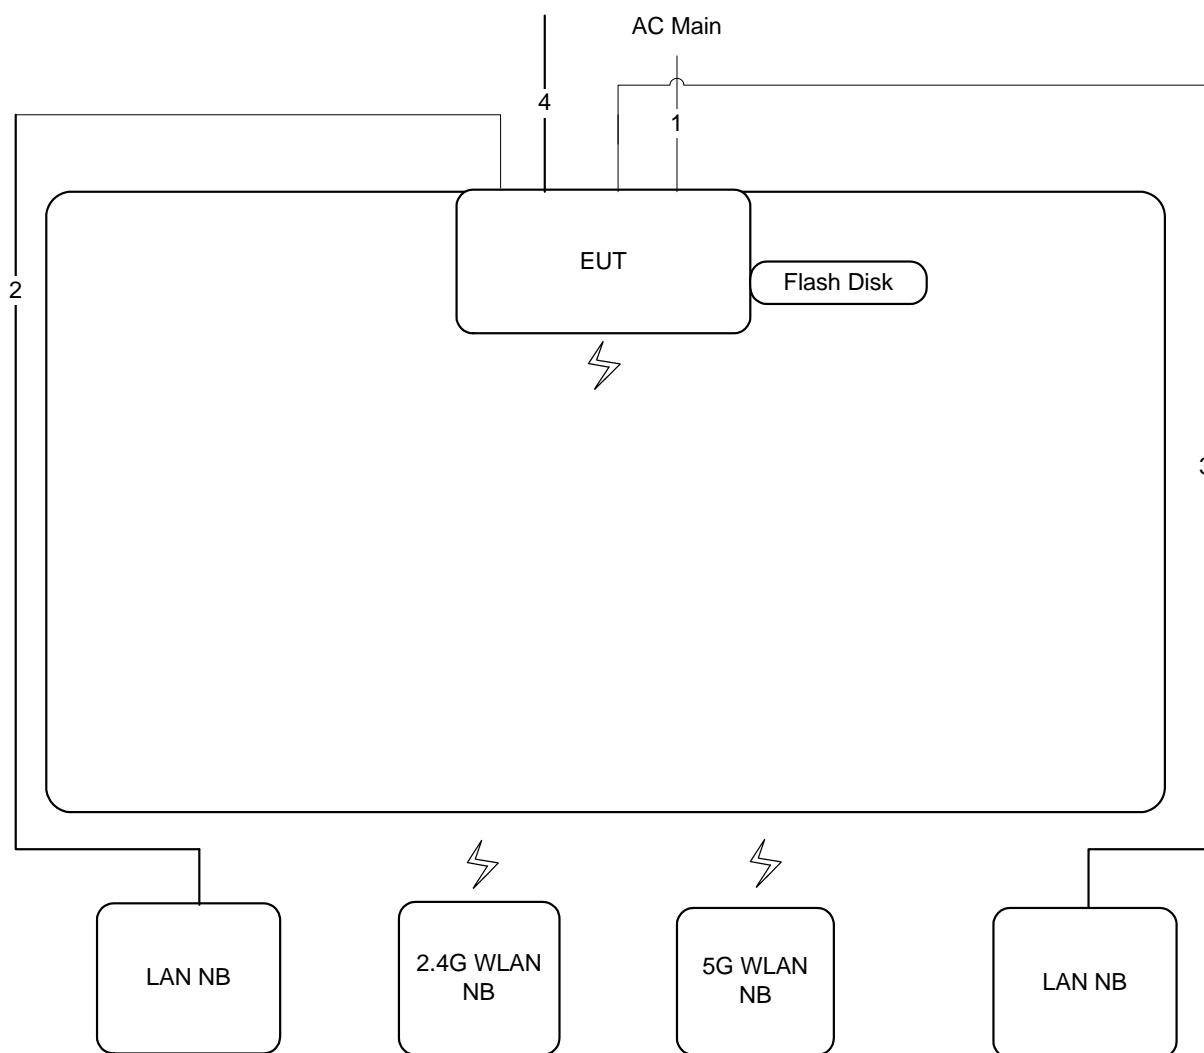 AC Main
4
1
EUT
Flash Disk
2
3
2.4G WLAN
NB
5G WLAN
NB
LAN NB
LAN NB